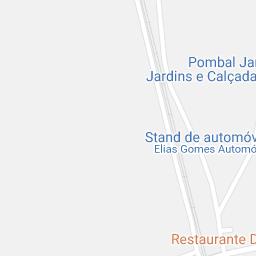 Pombal Jar
Jardins e Calçada
Stand de automóv
Elias Gomes Automó
Restaurante D